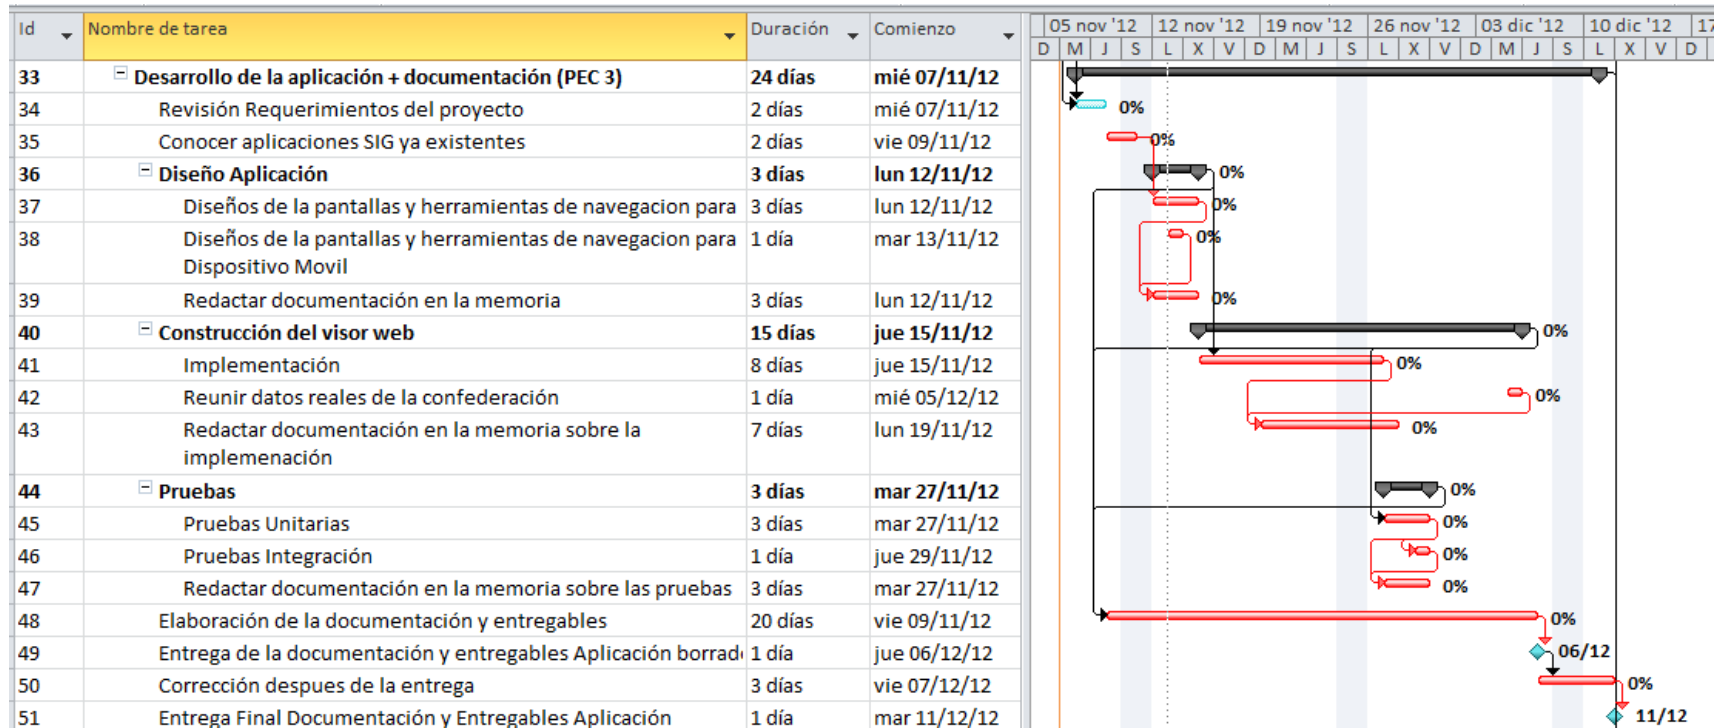 Id Nombre de tarea Duración Comienzo 05 nov '12 12 nov '12 19 nov '12 26 nov '12 03 dic '12 10 dic '12 17
D M J S L X V D M J S L X V D M J S L X V D
33 Desarrollo de la aplicación + documentación (PEC 3) 24 días mié 07/11/12
34 Revisión Requerimientos del proyecto 2 días mié 07/11/12 0%
35 Conocer aplicaciones SIG ya existentes 2 días vie 09/11/12 0%
36 Diseño Aplicación 3 días lun 12/11/12 0%
37 Diseños de la pantallas y herramientas de navegacion para 3 días lun 12/11/12 0%
38 Diseños de la pantallas y herramientas de navegacion para 1 día mar 13/11/12 0%
Dispositivo Movil
39 Redactar documentación en la memoria 3 días lun 12/11/12 0%
40 Construcción del visor web 15 días jue 15/11/12 0%
41 Implementación 8 días jue 15/11/12 0%
42 Reunir datos reales de la confederación 1 día mié 05/12/12 0%
43 Redactar documentación en la memoria sobre la 7 días lun 19/11/12 0%
implemenación
44 Pruebas 3 días mar 27/11/12 0%
45 Pruebas Unitarias 3 días mar 27/11/12 0%
46 Pruebas Integración 1 día jue 29/11/12 0%
47 Redactar documentación en la memoria sobre las pruebas 3 días mar 27/11/12 0%
48 Elaboración de la documentación y entregables 20 días vie 09/11/12 0%
49 Entrega de la documentación y entregables Aplicación borrad 1 día jue 06/12/12 06/12
50 Corrección despues de la entrega 3 días vie 07/12/12 0%
51 Entrega Final Documentación y Entregables Aplicación 1 día mar 11/12/12 11/12